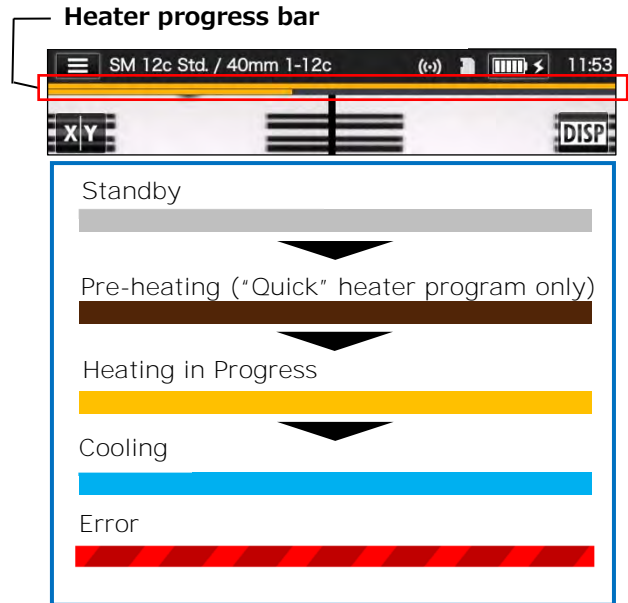 Heater progress bar
SM 12c Std. / 40mm 1-12c 11:53
X Y DISP
Standby
Pre-heating ("Quick" heater program only)
Heating in Progress
Cooling
Error